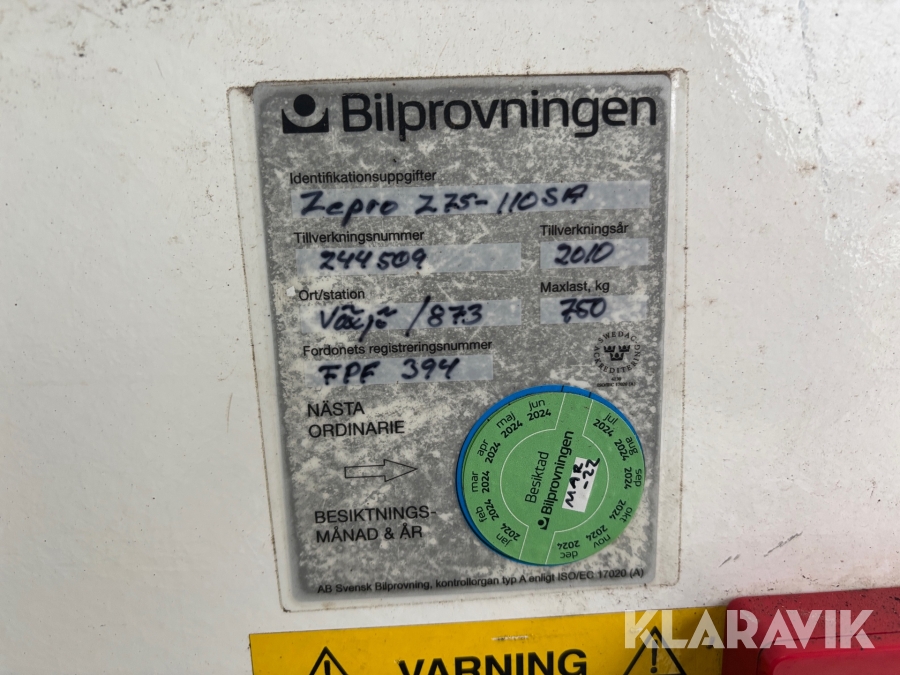 Bilprovningen
Identifikationsuppgifter
Zepro Z75-110SA
Tillverkningsnummer Tillverkningsår
244509 2010
Ort/station Maxlast, kg
Växjö /873 750
Fordonets registreringsnummer
FPF 394
SWEDAC
ACKREDITERING
NÄSTA
ORDINARIE
BESIKTNINGS-
MÅNAD & ÅR
jan 2024
feb 2024
mar 2024
apr 2024
maj 2024
jun 2024
jul 2024
aug 2024
sep 2024
okt 2024
nov 2024
dec 2024
Besiktad
Bilprovningen
MAR
-22
AB Svensk Bilprovning, kontrollorgan typ A enligt ISO/IEC 17020 (A)
VARNING
KLARAVIK